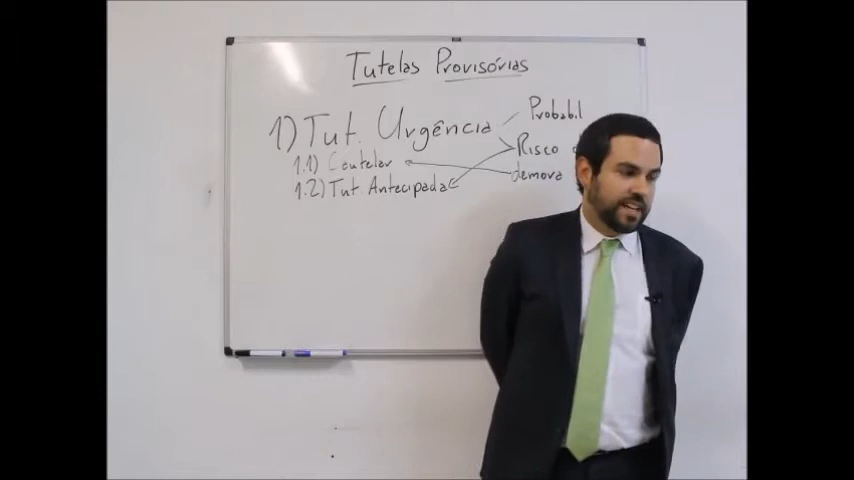 Tutelas Provisórias
1) Tut. Urgência
Probabil
Risco
demora
1.1) Cautelar
1.2) Tut Antecipada